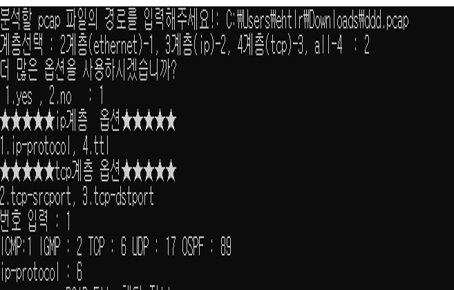 분석할 pcap 파일의 경로를 입력해주세요!: C:\Users\ehtlr\Downloads\ddd.pcap
계층선택 : 2계층(ethernet)-1, 3계층(ip)-2, 4계층(tcp)-3, all-4  : 2
더 많은 옵션을 사용하시겠습니까?
1.yes , 2.no  : 1
★★★★★ip계층  옵션★★★★★
1.ip-protocol, 4.ttl
★★★★★tcp계층 옵션★★★★★
2.tcp-srcport, 3.tcp-dstport
번호 입력 : 1
ICMP:1 IGMP : 2 TCP : 6 UDP : 17 OSPF : 89
ip-protocol : 6